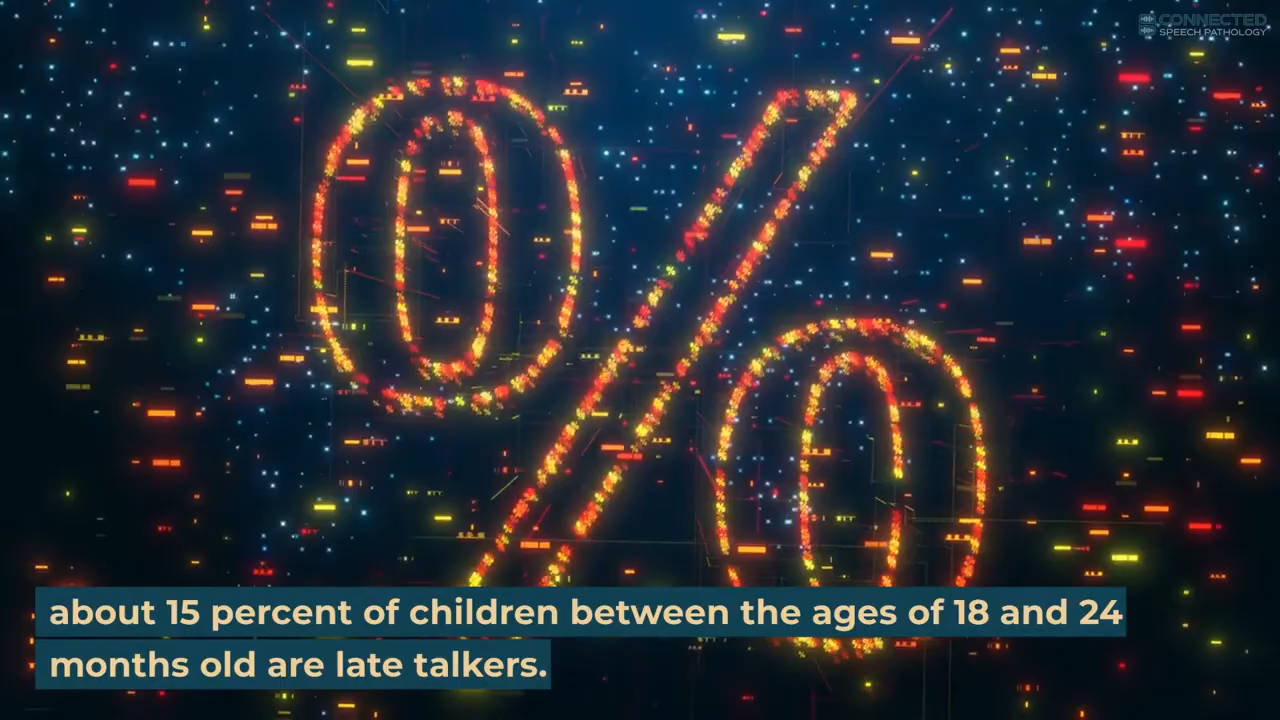 CONNECTED
SPEECH PATHOLOGY
%
about 15 percent of children between the ages of 18 and 24
months old are late talkers.